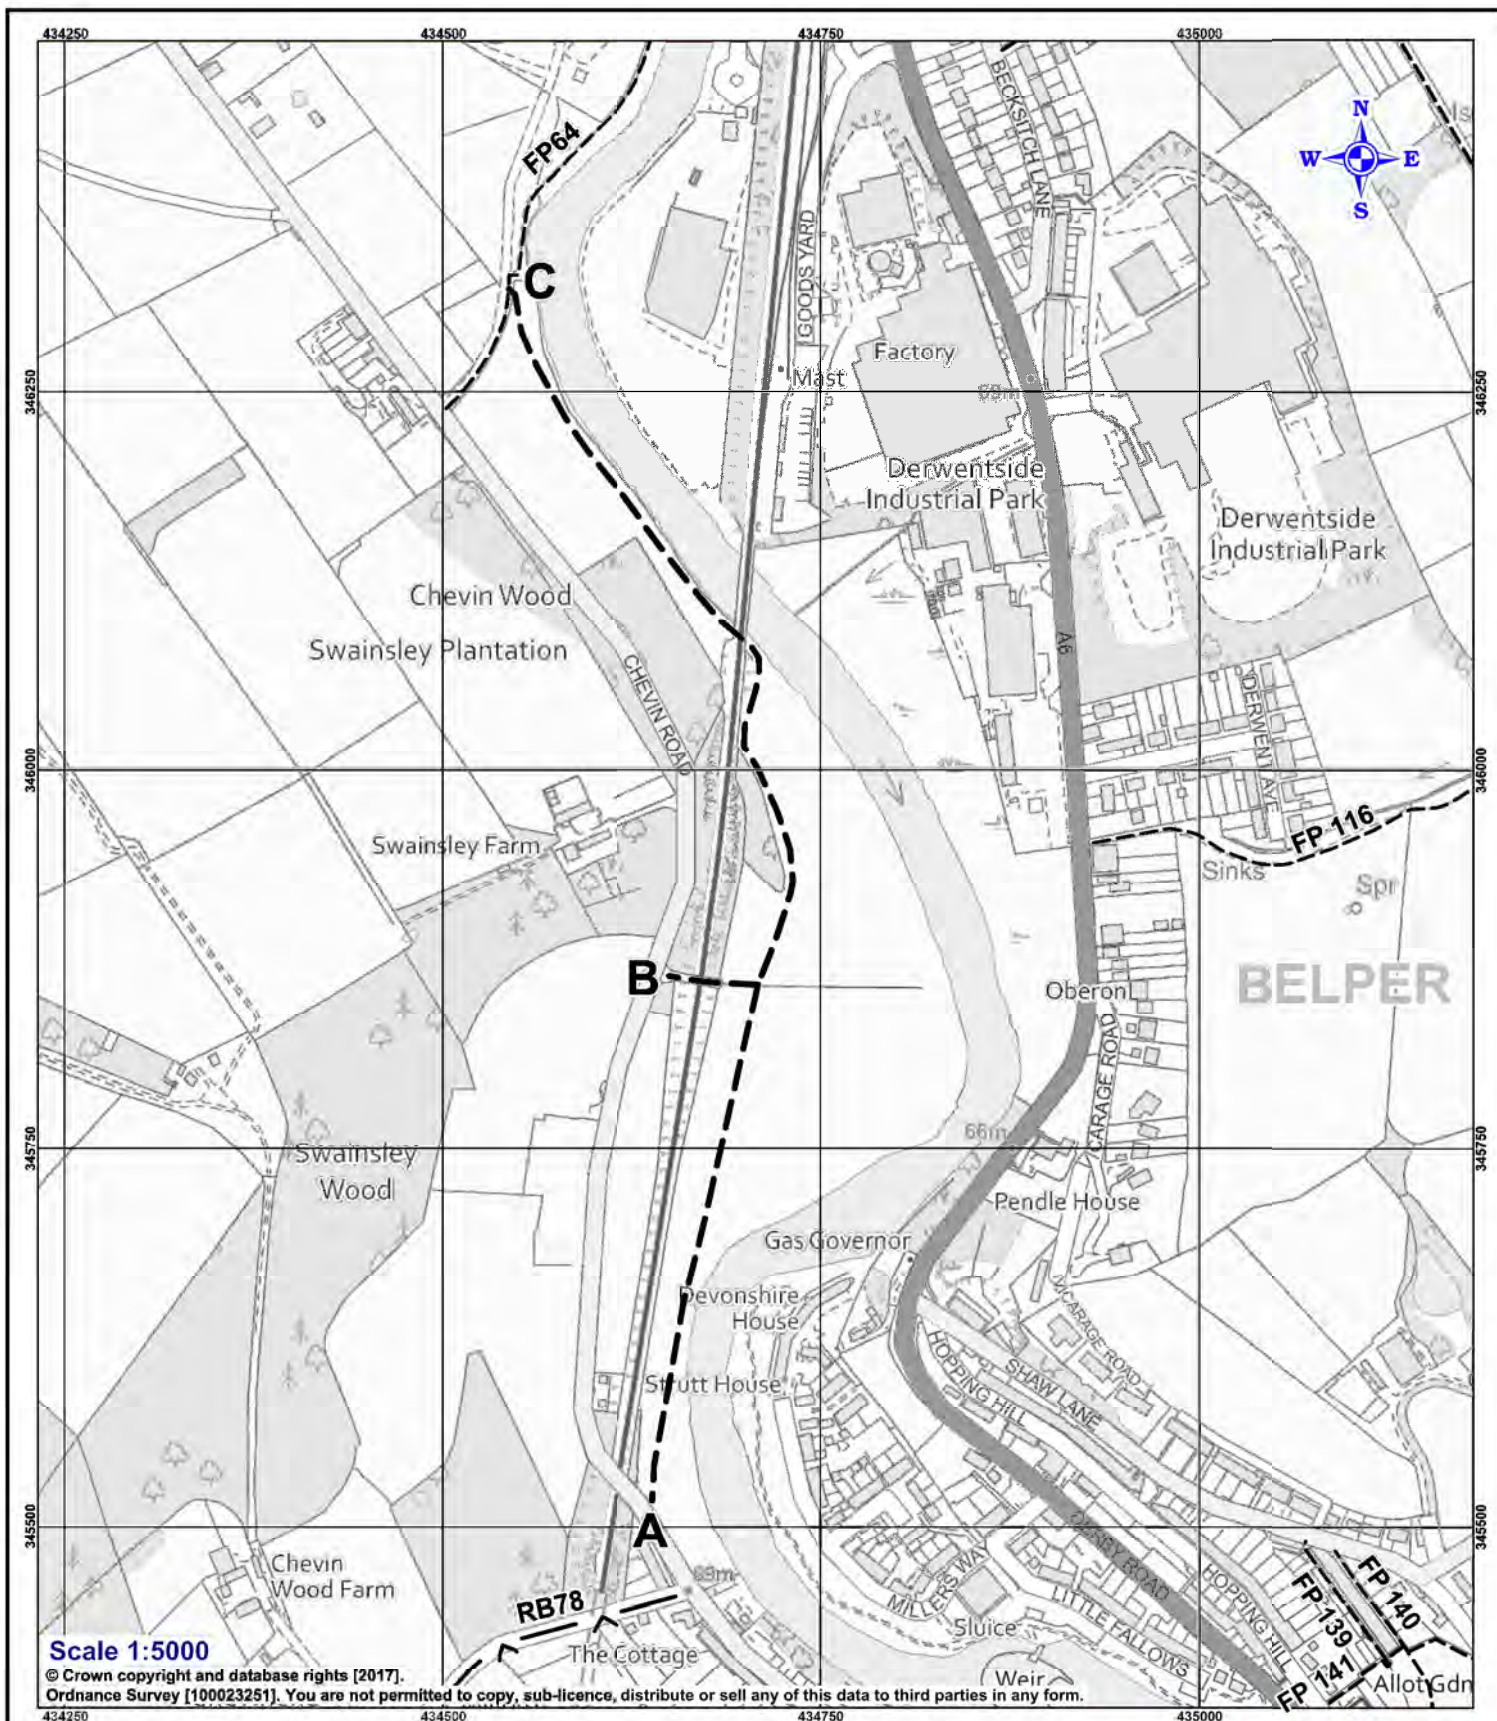 434250
434500
434750
435000
BECKSITCH LANE
N
W
E
S
FP64
GOODS YARD
C
Factory
Mast
346250
346250
Derwentside
Industrial Park
Derwentside
Industrial Park
Chevin Wood
Swainsley Plantation
CHEVIN ROAD
A6
DERWENT AVE
346000
346000
Swainsley Farm
FP 116
Sinks
Spr
B
Oberon
BELPER
VICARAGE ROAD
66m
345750
345750
Swainsley
Wood
Pendle House
Gas Governor
Devonshire
House
VICARAGE ROAD
HOPPING HILL
SHAW LANE
Strutt House
A
345500
345500
DERBY ROAD
Chevin
Wood Farm
69m
RB78
MILLERS WAY
LITTLE FALLOWS
HOPPING HILL
FP 139
FP 140
Sluice
The Cottage
Weir
FP 141
Allot Gdn
Scale 1:5000
© Crown copyright and database rights [2017].
Ordnance Survey [100023251]. You are not permitted to copy, sub-licence, distribute or sell any of this data to third parties in any form.
434250
434500
434750
435000